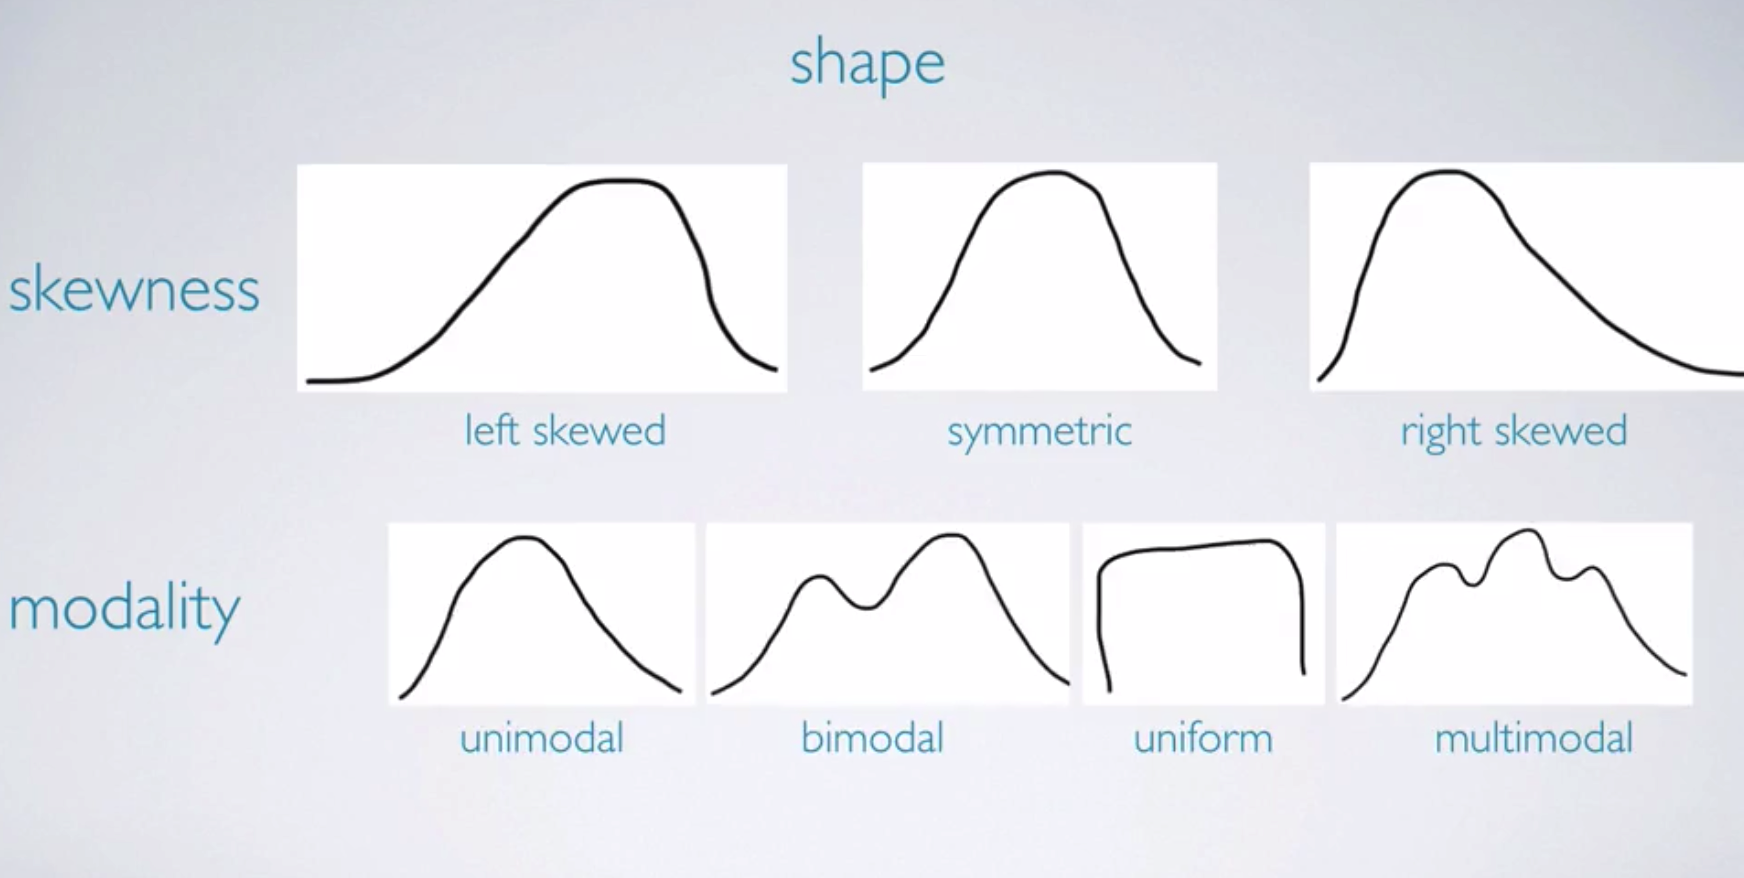 shape
skewness
left skewed
symmetric
right skewed
modality
unimodal
bimodal
uniform
multimodal